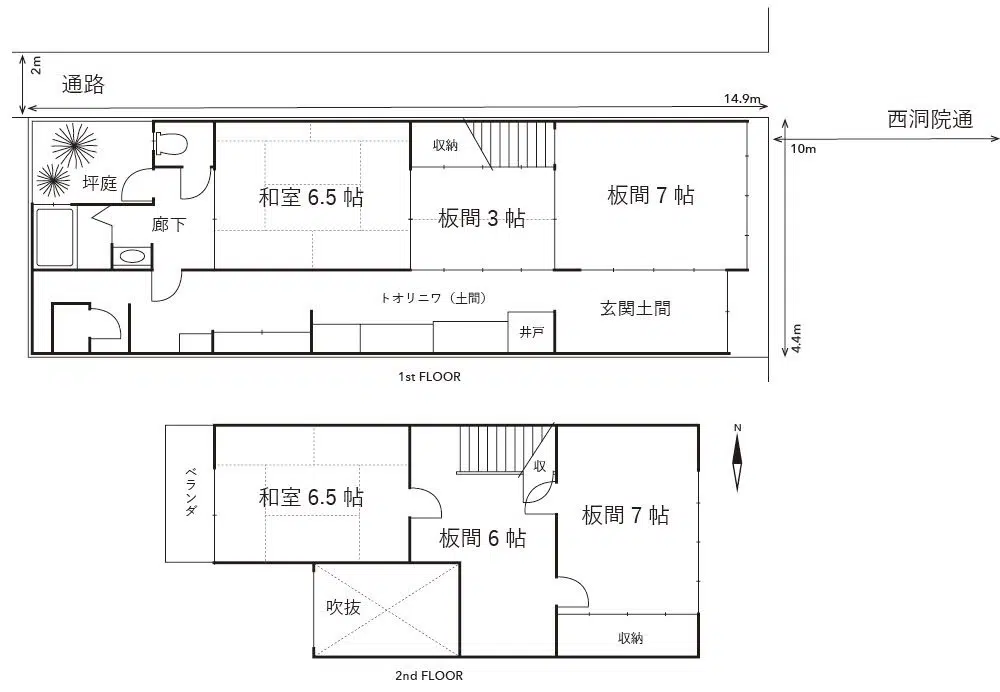 2m
通路
14.9m
西洞院通
10m
収納
坪庭
和室 6.5 帖
板間 3 帖
板間 7 帖
廊下
トオリニワ（土間）
玄関土間
井戸
4.4m
1st FLOOR
N
ベランダ
収
和室 6.5 帖
板間 6 帖
板間 7 帖
吹抜
収納
2nd FLOOR